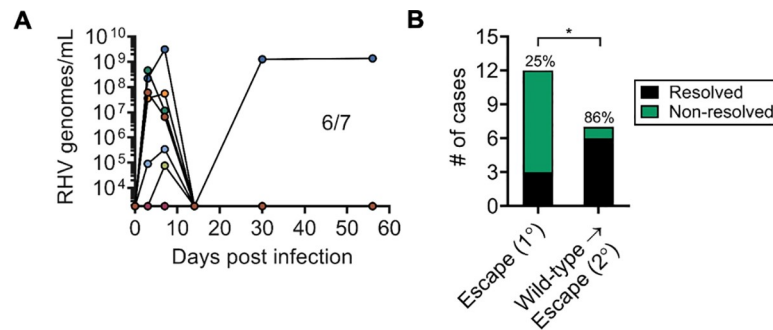 A
RHV genomes/mL
10^10
10^9
10^8
10^7
10^6
10^5
10^4
6/7
0 10 20 30 40 50 60
Days post infection
B
# of cases
15
12
9
6
3
0
*
25%
86%
Resolved
Non-resolved
Escape (1°)
Wild-type →
Escape (2°)